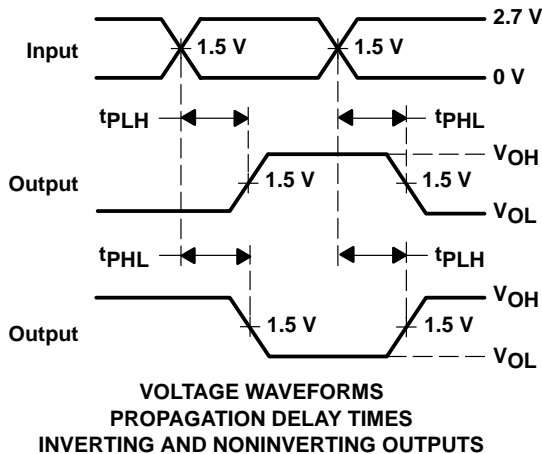 2.7 V
Input 1.5 V 1.5 V
0 V
tPLH tPHL
VOH
Output 1.5 V 1.5 V
VOL
tPHL tPLH
VOH
Output 1.5 V 1.5 V
VOL
VOLTAGE WAVEFORMS
PROPAGATION DELAY TIMES
INVERTING AND NONINVERTING OUTPUTS